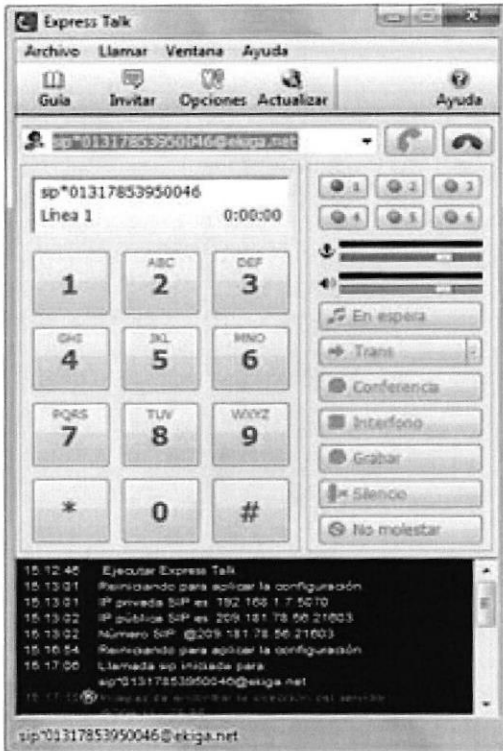 Express Talk
Archivo Llamar Ventana Ayuda
Guía Invitar Opciones Actualizar Ayuda
sip*01317853950046@ekiga.net
sip*01317853950046
Línea 1 0:00:00
1 2 3 4 5 6
ABC DEF
1 2 3
GHI JKL MNO
4 5 6
PQRS TUV WXYZ
7 8 9
* 0 #
En espera
Trans
Conferencia
Interfono
Grabar
Silencio
No molestar
15:12:46 Ejecutar Express Talk
15:13:01 Reiniciando para aplicar la configuración
15:13:01 IP privada SIP es 192.168.1.7:5070
15:13:02 IP pública SIP es 209.181.78.56:21603
15:13:02 Número SIP @209.181.78.56:21603
15:16:54 Reiniciando para aplicar la configuración
15:17:06 Llamada sip iniciada para
sip*01317853950046@ekiga.net
sip*01317853950046@ekiga.net